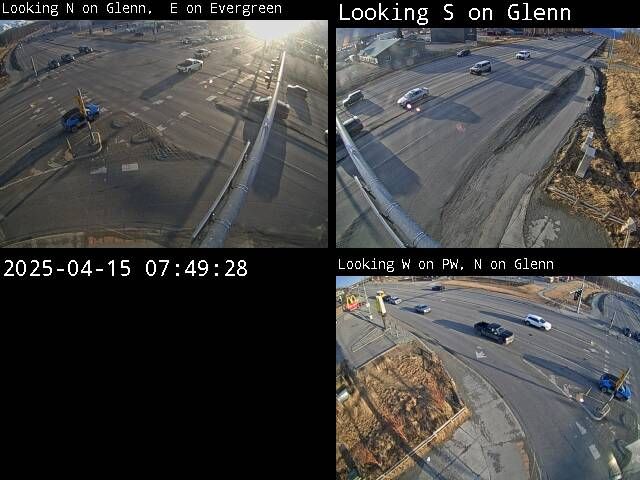 Looking N on Glenn,  E on Evergreen
Looking S on Glenn
2025-04-15 07:49:28
Looking W on PW, N on Glenn